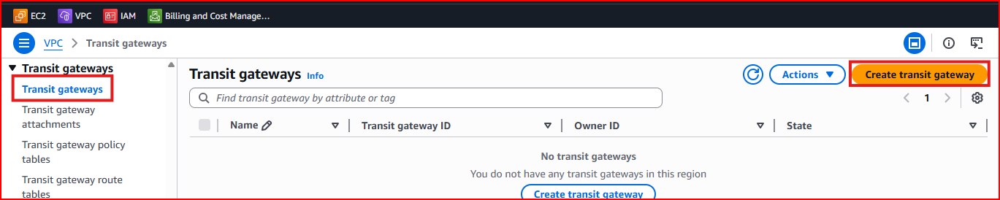 EC2 VPC IAM Billing and Cost Manage...
VPC > Transit gateways
Transit gateways
Transit gateways
Transit gateway
attachments
Transit gateway policy
tables
Transit gateway route
tables
Transit gateways Info
Actions
Create transit gateway
Find transit gateway by attribute or tag
1
Name Transit gateway ID Owner ID State
No transit gateways
You do not have any transit gateways in this region
Create transit gateway